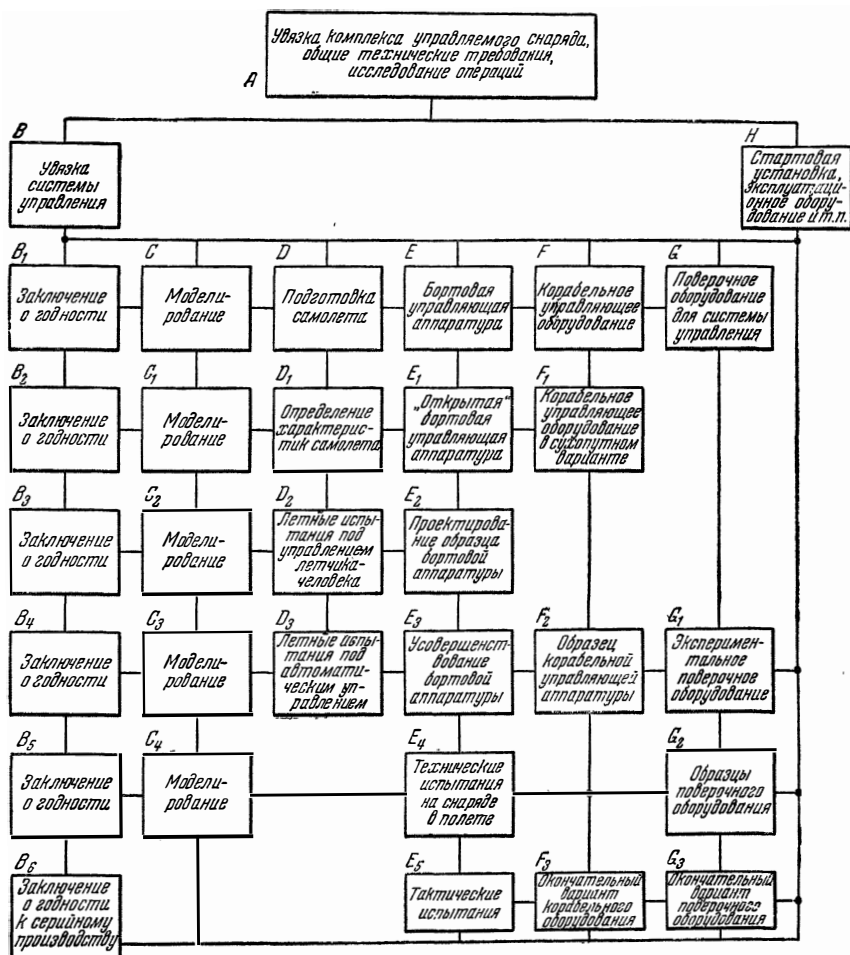 Увязка комплекса управляемого снаряда,
общие технические требования,
исследование операций
A
B
Увязка
системы
управления
H
Стартовая
установка,
эксплуатаци-
онное обору-
дование и т.п.
B1
Заключение
о годности
C
Модели-
рование
D
Подготовка
самолета
E
Бортовая
управляющая
аппаратура
F
Корабельное
управляющее
оборудование
G
Поверочное
оборудование
для системы
управления
B2
Заключение
о годности
C1
Модели-
рование
D1
Определение
характерис-
тик самолета
E1
„Открытая“
бортовая
управляющая
аппаратура
F1
Корабельное
управляющее
оборудование
в сухопутном
варианте
B3
Заключение
о годности
C2
Модели-
рование
D2
Летные испы-
тания под
управлением
летчика-
человека
E2
Проектирова-
ние образца
бортовой
аппаратуры
B4
Заключение
о годности
C3
Модели-
рование
D3
Летные испы-
тания под
автомати-
ческим уп-
равлением
E3
Усовершенст-
вование
бортовой
аппаратуры
F2
Образец
корабельной
управляющей
аппаратуры
G1
Эксперимен-
тальное
поверочное
оборудование
B5
Заключение
о годности
C4
Модели-
рование
E4
Технические
испытания
на снаряде
в полете
G2
Образцы
поверочного
оборудования
B6
Заключение
о годности
к серийному
производству
E5
Тактические
испытания
F3
Окончательный
вариант
корабельного
оборудования
G3
Окончательный
вариант
поверочного
оборудования